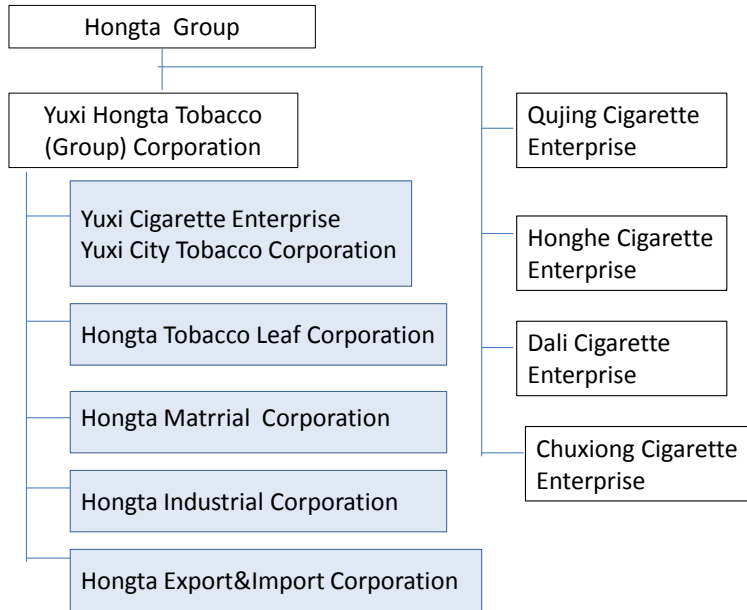 Hongta Group
Yuxi Hongta Tobacco
(Group) Corporation
Yuxi Cigarette Enterprise
Yuxi City Tobacco Corporation
Hongta Tobacco Leaf Corporation
Hongta Matrrial Corporation
Hongta Industrial Corporation
Hongta Export&Import Corporation
Qujing Cigarette
Enterprise
Honghe Cigarette
Enterprise
Dali Cigarette
Enterprise
Chuxiong Cigarette
Enterprise